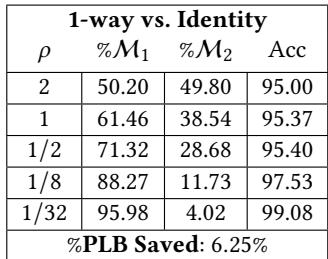 1-way vs. Identity
ρ %ℳ₁ %ℳ₂ Acc
2 50.20 49.80 95.00
1 61.46 38.54 95.37
1/2 71.32 28.68 95.40
1/8 88.27 11.73 97.53
1/32 95.98 4.02 99.08
%PLB Saved: 6.25%